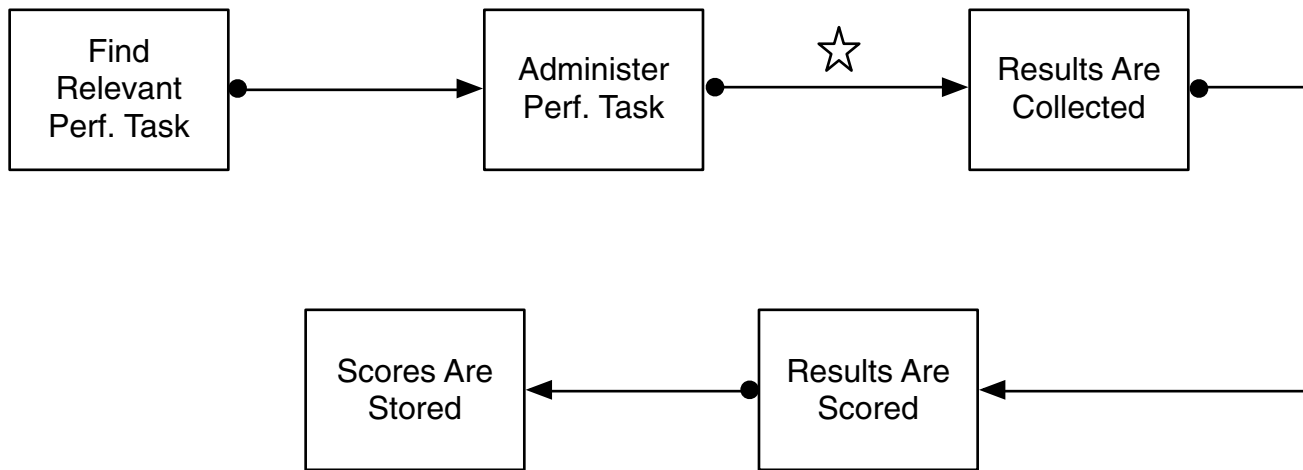 Find
Relevant
Perf. Task
Administer
Perf. Task
Results Are
Collected
Scores Are
Stored
Results Are
Scored